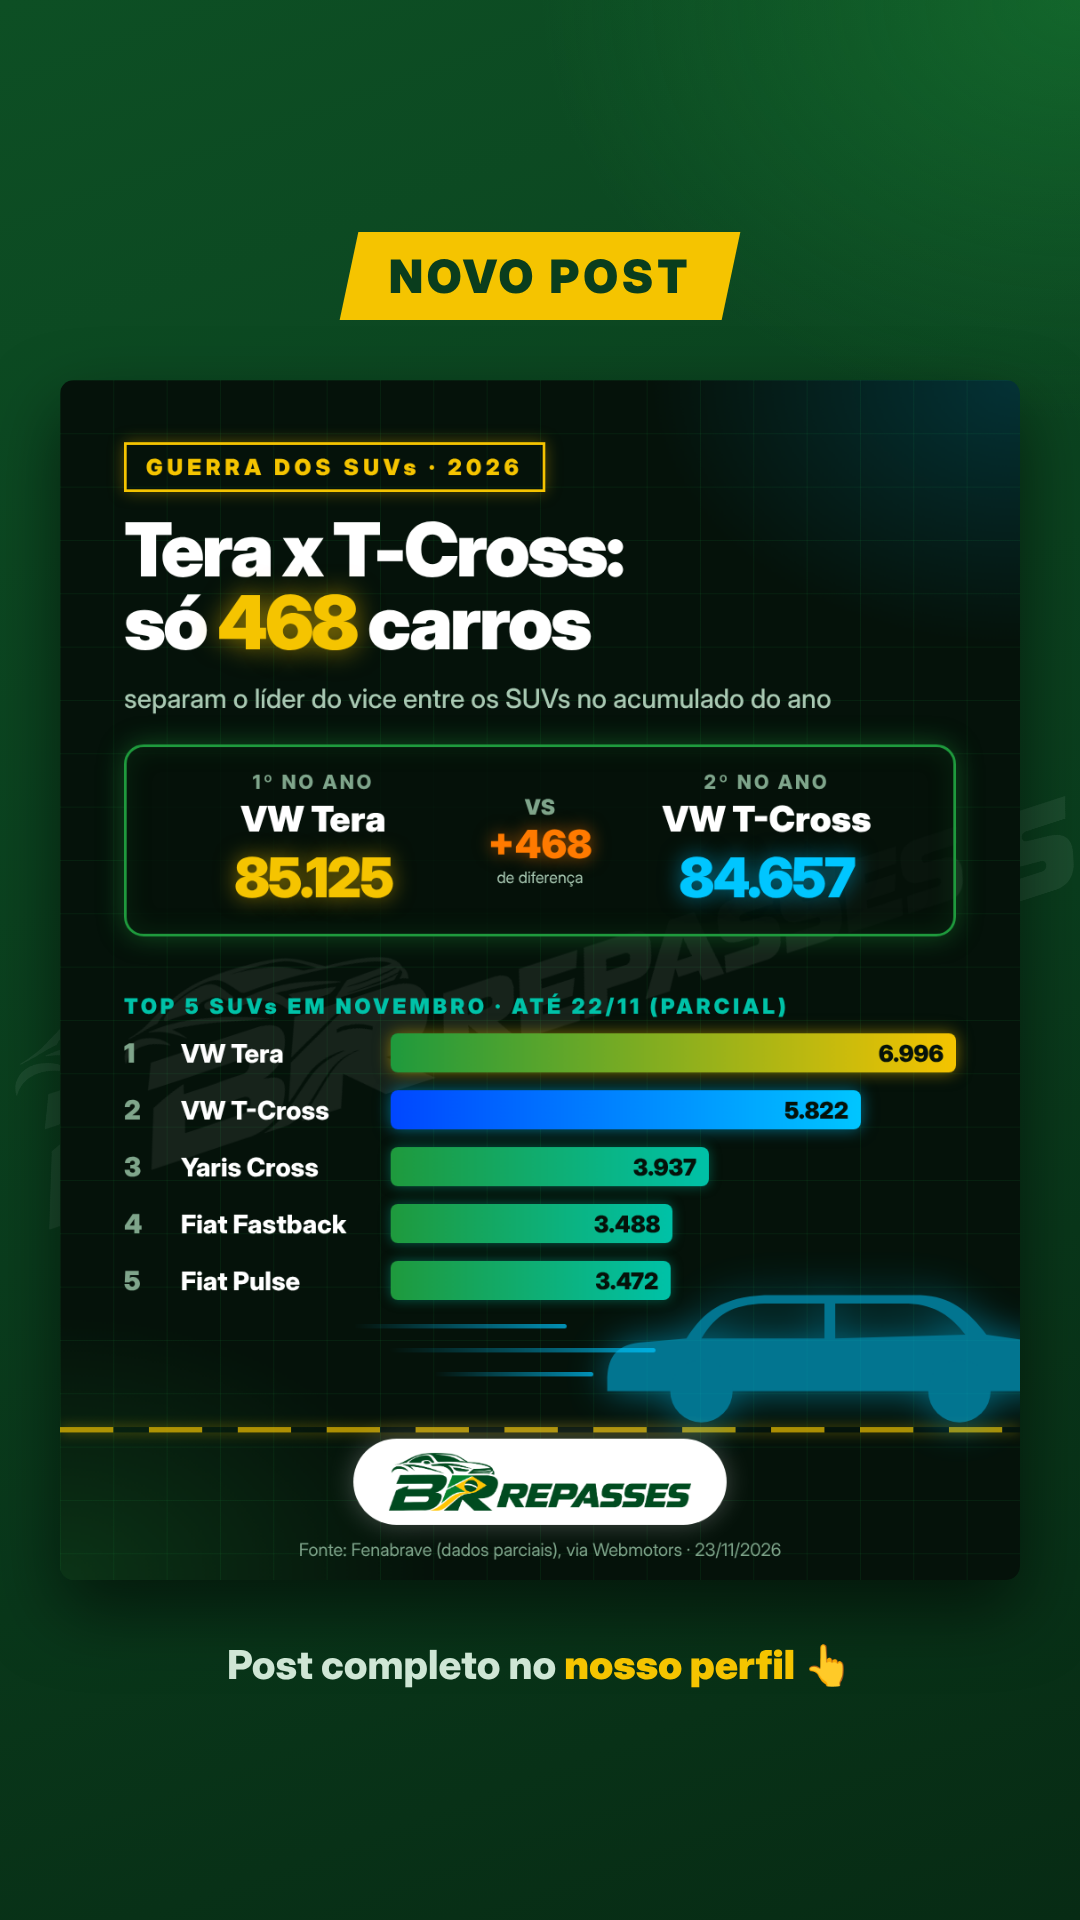 NOVO POST
GUERRA DOS SUVs · 2026
Tera x T-Cross:
só 468 carros
separam o líder do vice entre os SUVs no acumulado do ano
1º NO ANO
VW Tera
85.125
VS
+468
de diferença
2º NO ANO
VW T-Cross
84.657
TOP 5 SUVs EM NOVEMBRO · ATÉ 22/11 (PARCIAL)
1 VW Tera 6.996
2 VW T-Cross 5.822
3 Yaris Cross 3.937
4 Fiat Fastback 3.488
5 Fiat Pulse 3.472
BR REPASSES
BR REPASSES
Fonte: Fenabrave (dados parciais), via Webmotors · 23/11/2026
Post completo no nosso perfil 👆